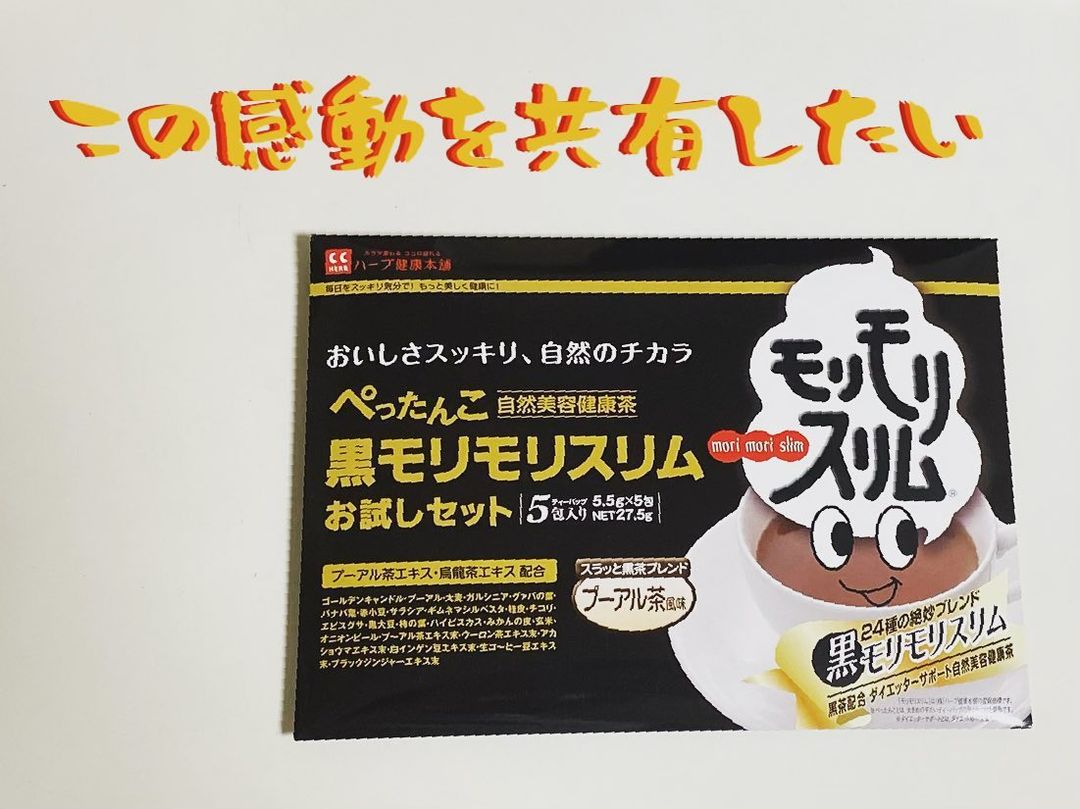 この感動を共有したい
CC
HERB
ハーブ健康本舗
毎日をスッキリ気分で!もっと美しく健康に!
おいしさスッキリ、自然のチカラ
ぺったんこ 自然美容健康茶
黒モリモリスリム
お試しセット 5包入り ティーバッグ 5.5g×5包 NET27.5g
プーアル茶エキス・烏龍茶エキス 配合
ゴールデンキャンドル・プーアル・大麦・ガルシニア・グァバの葉・
バナバ葉・赤小豆・サラシア・ギムネマシルベスタ・桂皮・チコリ・
エビスグサ・黒大豆・柿の葉・ハイビスカス・みかんの皮・玄米・
オニオンピール・プーアル茶エキス末・ウーロン茶エキス末・アカ
ショウマエキス末・白インゲン豆エキス末・生コーヒー豆エキス
末・ブラックジンジャーエキス末
スラッと黒茶ブレンド
プーアル茶風味
モリモリ
スリム
®
mori mori slim
24種の絶妙ブレンド
黒モリモリスリム
黒茶配合 ダイエッターサポート自然美容健康茶